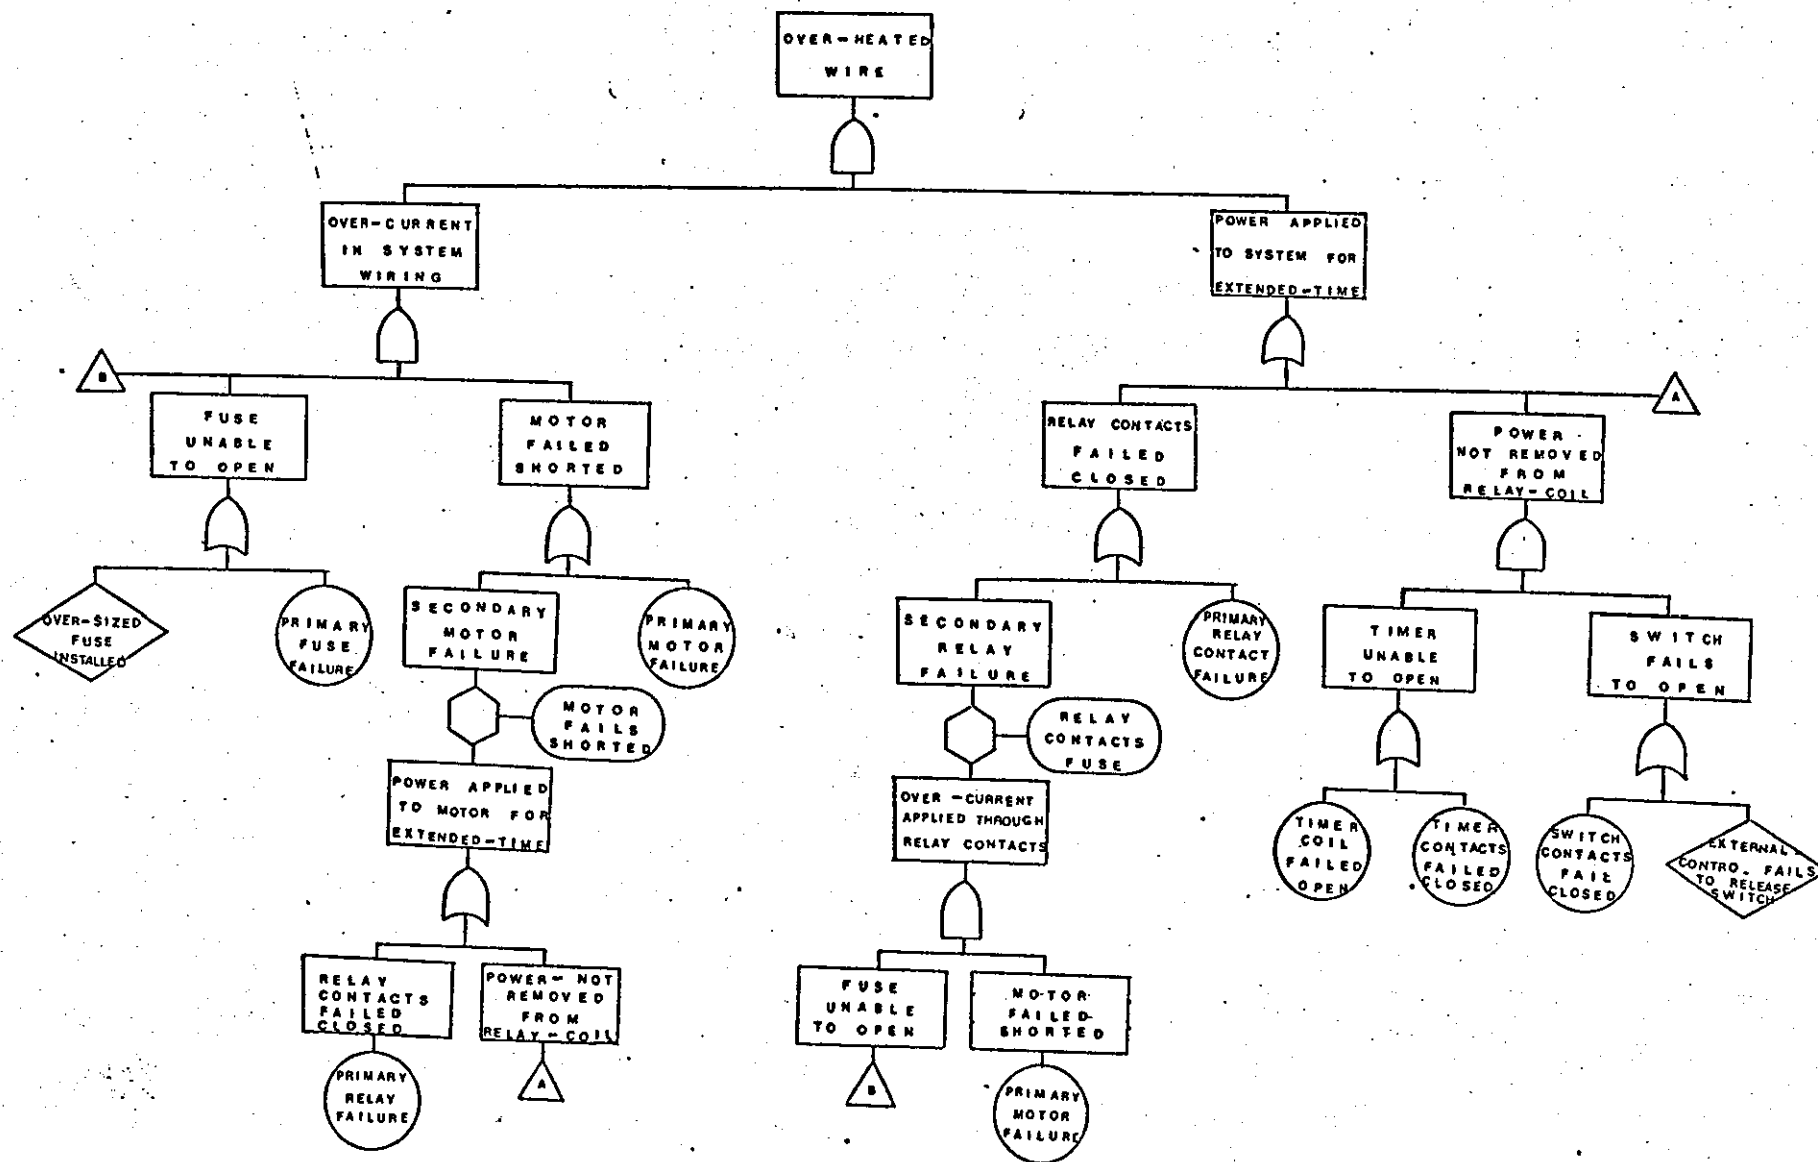 OVER-HEATED
WIRE
OVER-CURRENT
IN SYSTEM
WIRING
POWER APPLIED
TO SYSTEM FOR
EXTENDED-TIME
B
FUSE
UNABLE
TO OPEN
MOTOR
FAILED
SHORTED
RELAY CONTACTS
FAILED
CLOSED
POWER
NOT REMOVED
FROM
RELAY-COIL
A
OVER-SIZED
FUSE
INSTALLED
PRIMARY
FUSE
FAILURE
SECONDARY
MOTOR
FAILURE
PRIMARY
MOTOR
FAILURE
SECONDARY
RELAY
FAILURE
PRIMARY
RELAY
CONTACT
FAILURE
TIMER
UNABLE
TO OPEN
SWITCH
FAILS
TO OPEN
MOTOR
FAILS
SHORTED
RELAY
CONTACTS
FUSE
POWER APPLIED
TO MOTOR FOR
EXTENDED-TIME
OVER-CURRENT
APPLIED THROUGH
RELAY CONTACTS
TIMER
COIL
FAILED
OPEN
TIMER
CONTACTS
FAILED
CLOSED
SWITCH
CONTACTS
FAIL
CLOSED
EXTERNAL
CONTROL FAILS
TO RELEASE
SWITCH
RELAY
CONTACTS
FAILED
CLOSED
POWER-NOT
REMOVED
FROM
RELAY-COIL
FUSE
UNABLE
TO OPEN
MOTOR
FAILED
SHORTED
PRIMARY
RELAY
FAILURE
A
B
PRIMARY
MOTOR
FAILURE